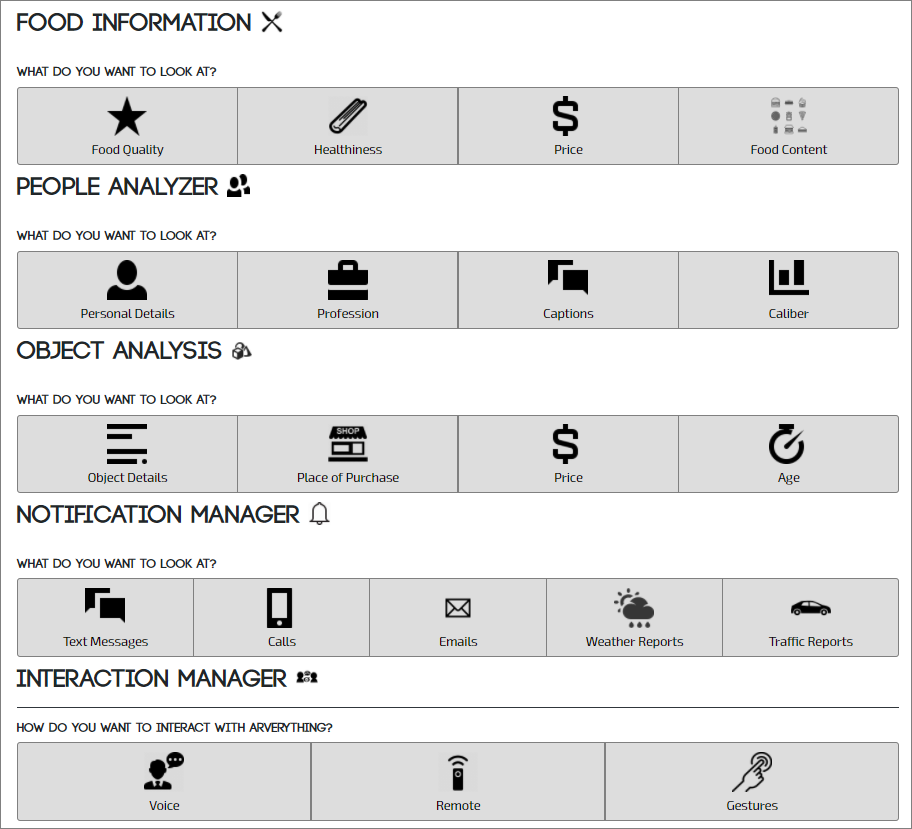 FOOD INFORMATION
WHAT DO YOU WANT TO LOOK AT?
Food Quality Healthiness Price Food Content
PEOPLE ANALYZER
WHAT DO YOU WANT TO LOOK AT?
Personal Details Profession Captions Caliber
OBJECT ANALYSIS
WHAT DO YOU WANT TO LOOK AT?
SHOP
Object Details Place of Purchase Price Age
NOTIFICATION MANAGER
WHAT DO YOU WANT TO LOOK AT?
Text Messages Calls Emails Weather Reports Traffic Reports
INTERACTION MANAGER
HOW DO YOU WANT TO INTERACT WITH ARVERYTHING?
Voice Remote Gestures